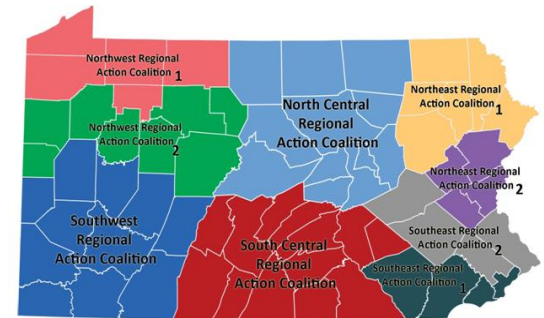 Northwest Regional
Action Coalition 1
Northwest Regional
Action Coalition 2
North Central
Regional
Action Coalition
Northeast Regional
Action Coalition 1
Northeast Regional
Action Coalition 2
Southwest
Regional
Action Coalition
South Central
Regional
Action Coalition
Southeast Regional
Action Coalition 2
Southeast Regional
Action Coalition 1